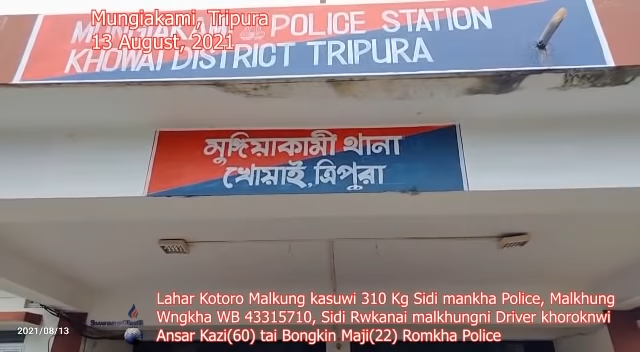 MUNGIAKAMI POLICE STATION
Mungiakami, Tripura
13 August, 2021
KHOWAI DISTRICT TRIPURA
মুঙ্গিয়াকামী থানা
খোয়াই, ত্রিপুরা
Lahar Kotoro Malkung kasuwi 310 Kg Sidi mankha Police, Malkhung
Wngkha WB 43315710, Sidi Rwkanai malkhungni Driver khoroknwi
Ansar Kazi(60) tai Bongkin Maji(22) Romkha Police
2021/08/13